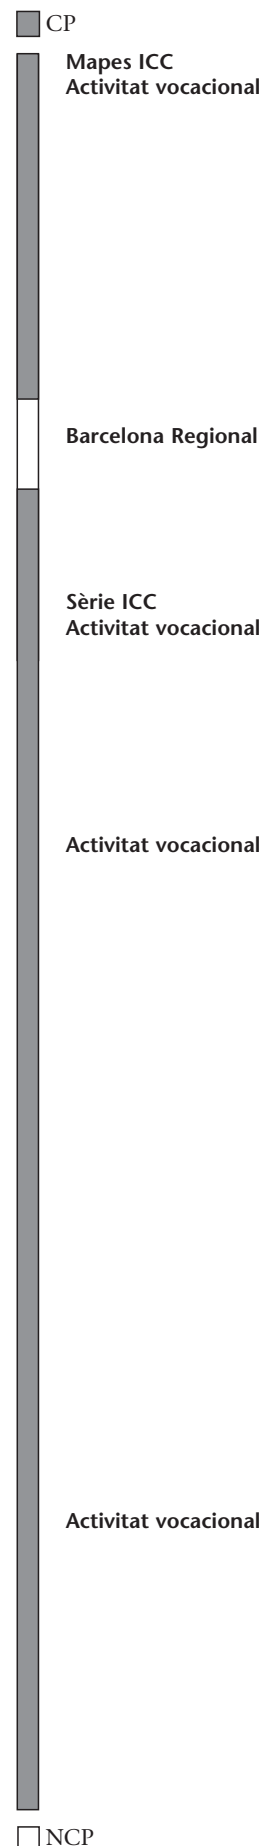 CP
Mapes ICC
Activitat vocacional
Barcelona Regional
Sèrie ICC
Activitat vocacional
Activitat vocacional
Activitat vocacional
NCP